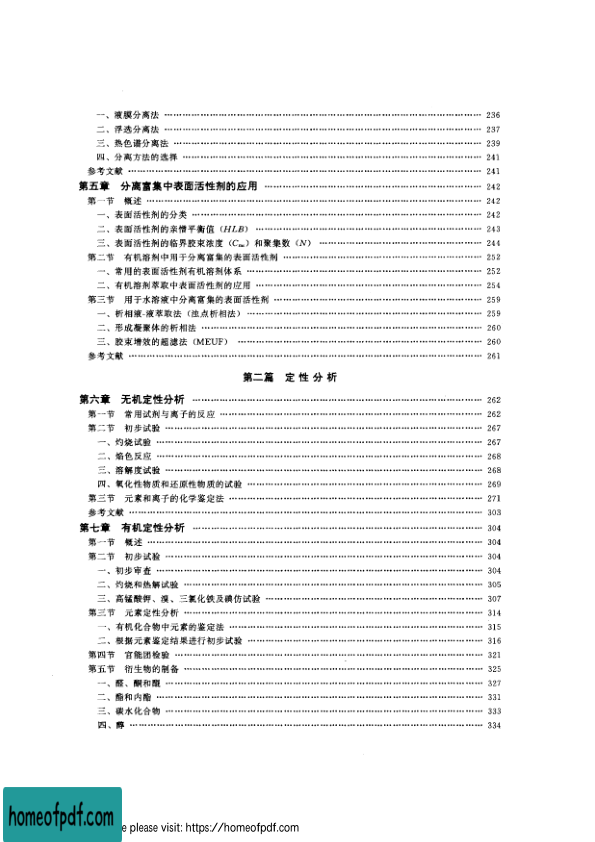 一、液膜分离法 …………………………………………………………………… 236
二、浮选分离法 …………………………………………………………………… 237
三、热色谱分离法 ………………………………………………………………… 239
四、分离方法的选择 ……………………………………………………………… 241
参考文献 …………………………………………………………………………… 241
第五章 分离富集中表面活性剂的应用 ………………………………………… 242
第一节 概述 ……………………………………………………………………… 242
一、表面活性剂的分类 …………………………………………………………… 242
二、表面活性剂的亲憎平衡值(HLB) ………………………………………… 243
三、表面活性剂的临界胶束浓度(Cmc)和聚集数(N) ……………………… 244
第二节 有机溶剂中用于分离富集的表面活性剂 ……………………………… 252
一、常用的表面活性剂有机溶剂体系 …………………………………………… 252
二、有机溶剂萃取中表面活性剂的应用 ………………………………………… 254
第三节 用于水溶液中分离富集的表面活性剂 ………………………………… 259
一、析相液-液萃取法(浊点析相法) …………………………………………… 259
二、形成凝聚体的析相法 ………………………………………………………… 260
三、胶束增效的超滤法(MEUF) ……………………………………………… 260
参考文献 …………………………………………………………………………… 261
第二篇 定性分析
第六章 无机定性分析 …………………………………………………………… 262
第一节 常用试剂与离子的反应 ………………………………………………… 262
第二节 初步试验 ………………………………………………………………… 267
一、灼烧试验 ……………………………………………………………………… 267
二、焰色反应 ……………………………………………………………………… 268
三、溶解度试验 …………………………………………………………………… 268
四、氧化性物质和还原性物质的试验 …………………………………………… 269
第三节 元素和离子的化学鉴定法 ……………………………………………… 271
参考文献 …………………………………………………………………………… 303
第七章 有机定性分析 …………………………………………………………… 304
第一节 概述 ……………………………………………………………………… 304
第二节 初步试验 ………………………………………………………………… 304
一、初步审查 ……………………………………………………………………… 304
二、灼烧和热解试验 ……………………………………………………………… 305
三、高锰酸钾、溴、三氯化铁及碘仿试验 ……………………………………… 307
第三节 元素定性分析 …………………………………………………………… 314
一、有机化合物中元素的鉴定法 ………………………………………………… 315
二、根据元素鉴定结果进行初步试验 …………………………………………… 316
第四节 官能团检验 ……………………………………………………………… 321
第五节 衍生物的制备 …………………………………………………………… 325
一、醛、酮和醌 …………………………………………………………………… 327
二、酯和内酯 ……………………………………………………………………… 331
三、碳水化合物 …………………………………………………………………… 333
四、醇 ……………………………………………………………………………… 334
homeofpdf.com
e please visit: https://homeofpdf.com